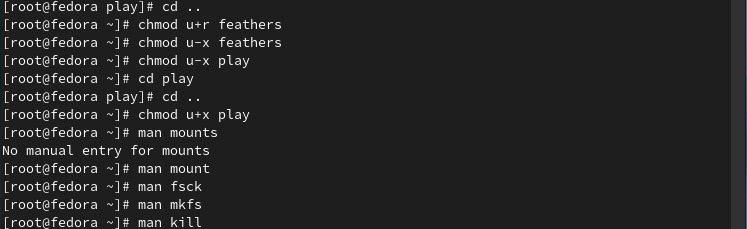 [root@fedora play]# cd ..
[root@fedora ~]# chmod u+r feathers
[root@fedora ~]# chmod u-x feathers
[root@fedora ~]# chmod u-x play
[root@fedora ~]# cd play
[root@fedora play]# cd ..
[root@fedora ~]# chmod u+x play
[root@fedora ~]# man mounts
No manual entry for mounts
[root@fedora ~]# man mount
[root@fedora ~]# man fsck
[root@fedora ~]# man mkfs
[root@fedora ~]# man kill